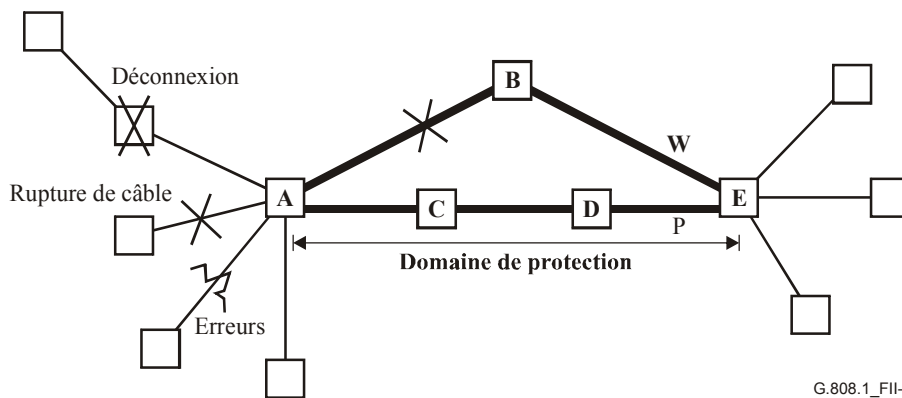 Déconnexion
B
W
Rupture de câble
A
C
D
E
P
Domaine de protection
Erreurs
G.808.1_FII-